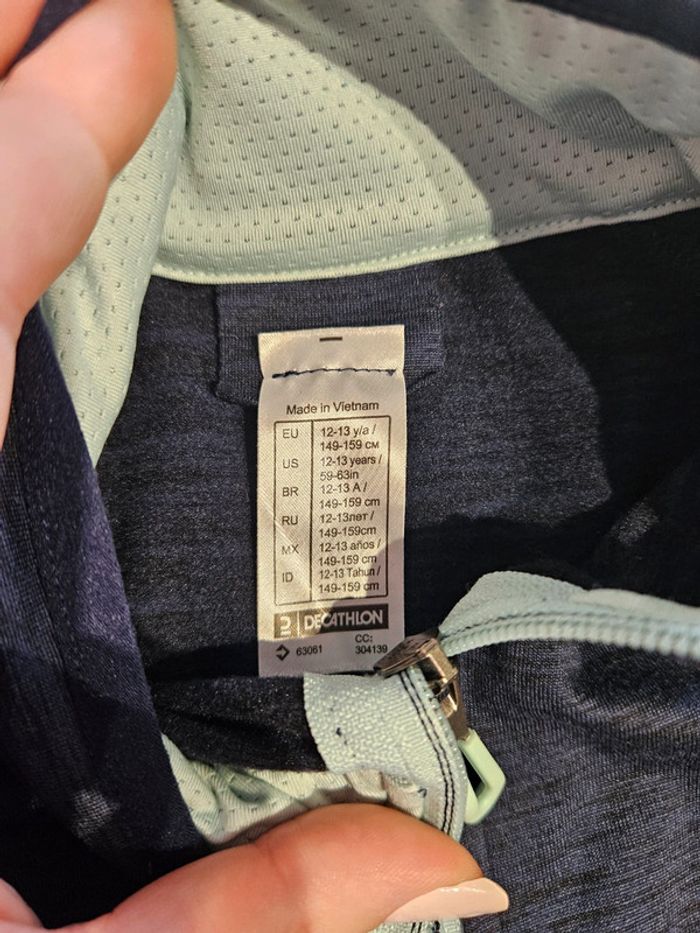 Made in Vietnam
EU 12-13 y/a /
149-159 см
US 12-13 years /
59-63in
BR 12-13 A /
149-159 cm
RU 12-13лет /
149-159cm
MX 12-13 años /
149-159 cm
ID 12-13 Tahun /
149-159 cm
DECATHLON
63061 CC:
304139